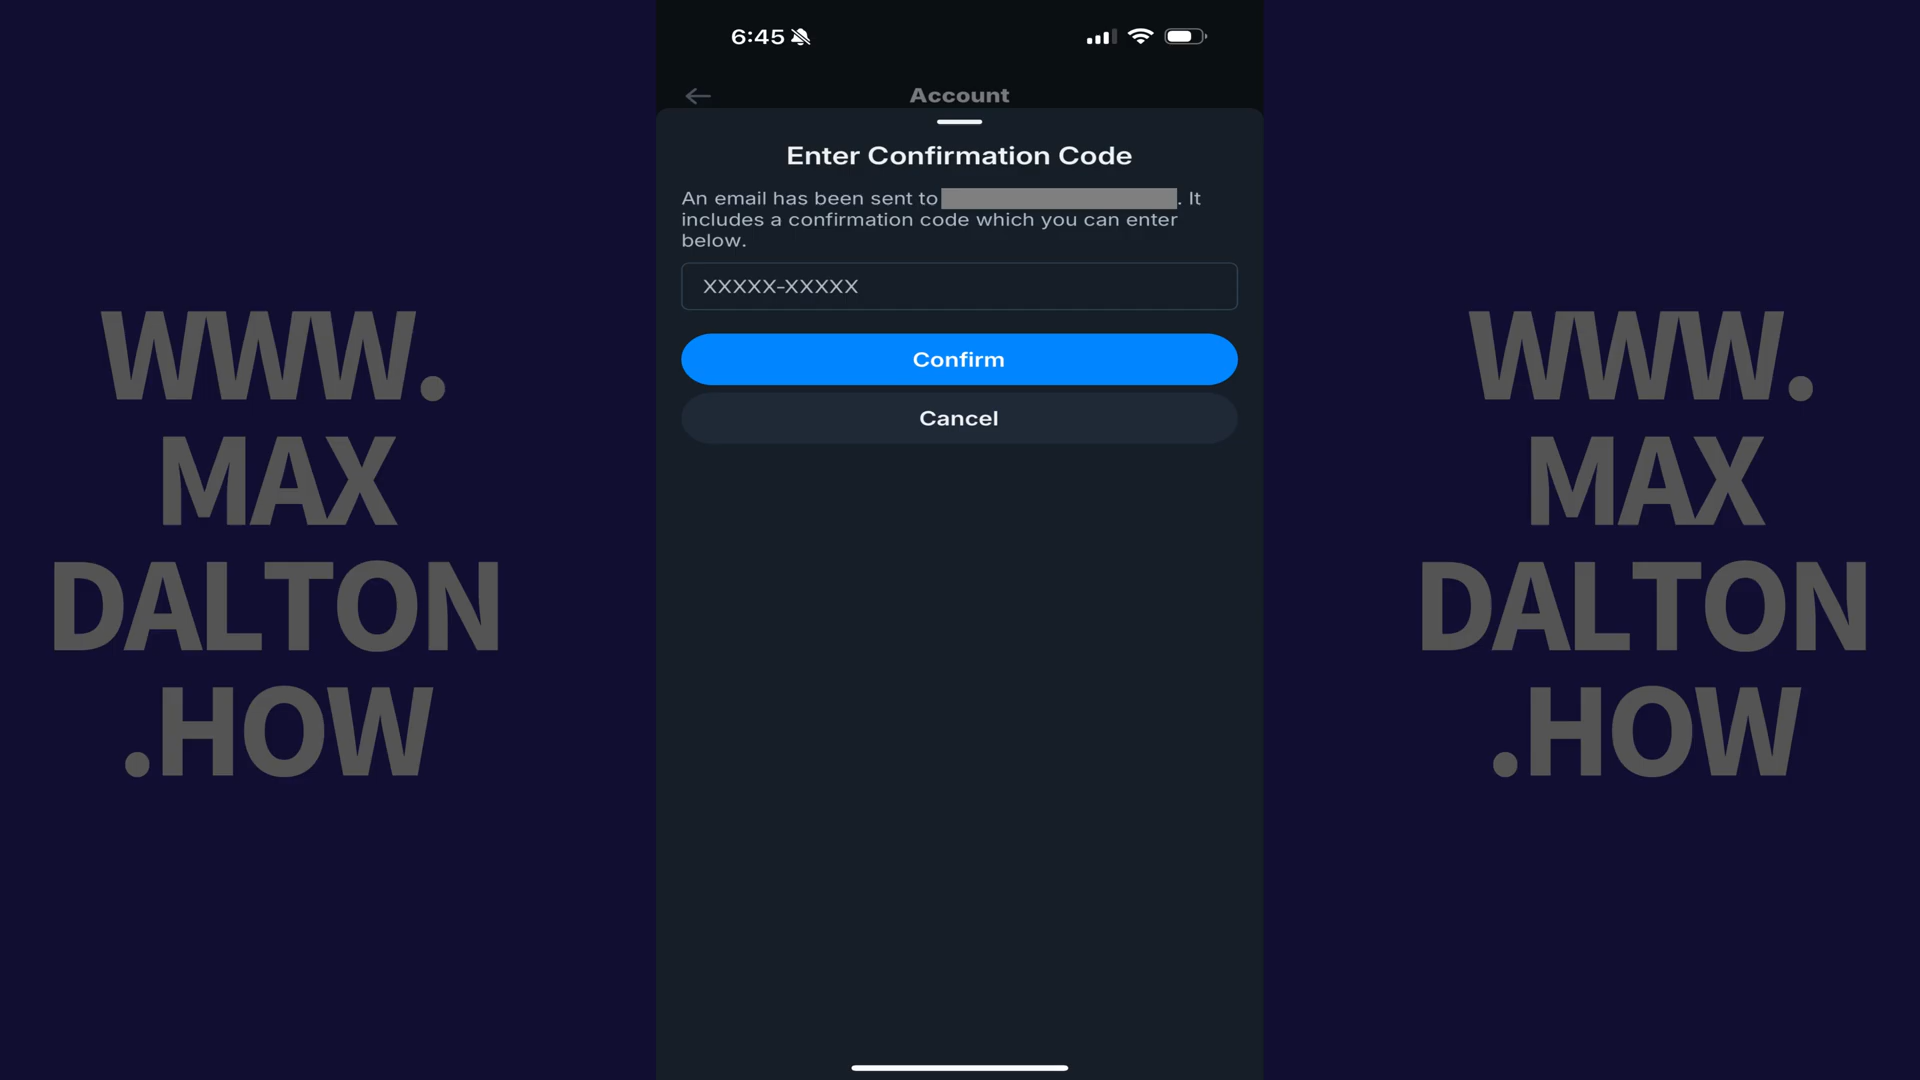 6:45
Account
Enter Confirmation Code
An email has been sent to . It
includes a confirmation code which you can enter
below.
XXXXX-XXXXX
Confirm
Cancel
WWW.
MAX
DALTON
.HOW
WWW.
MAX
DALTON
.HOW